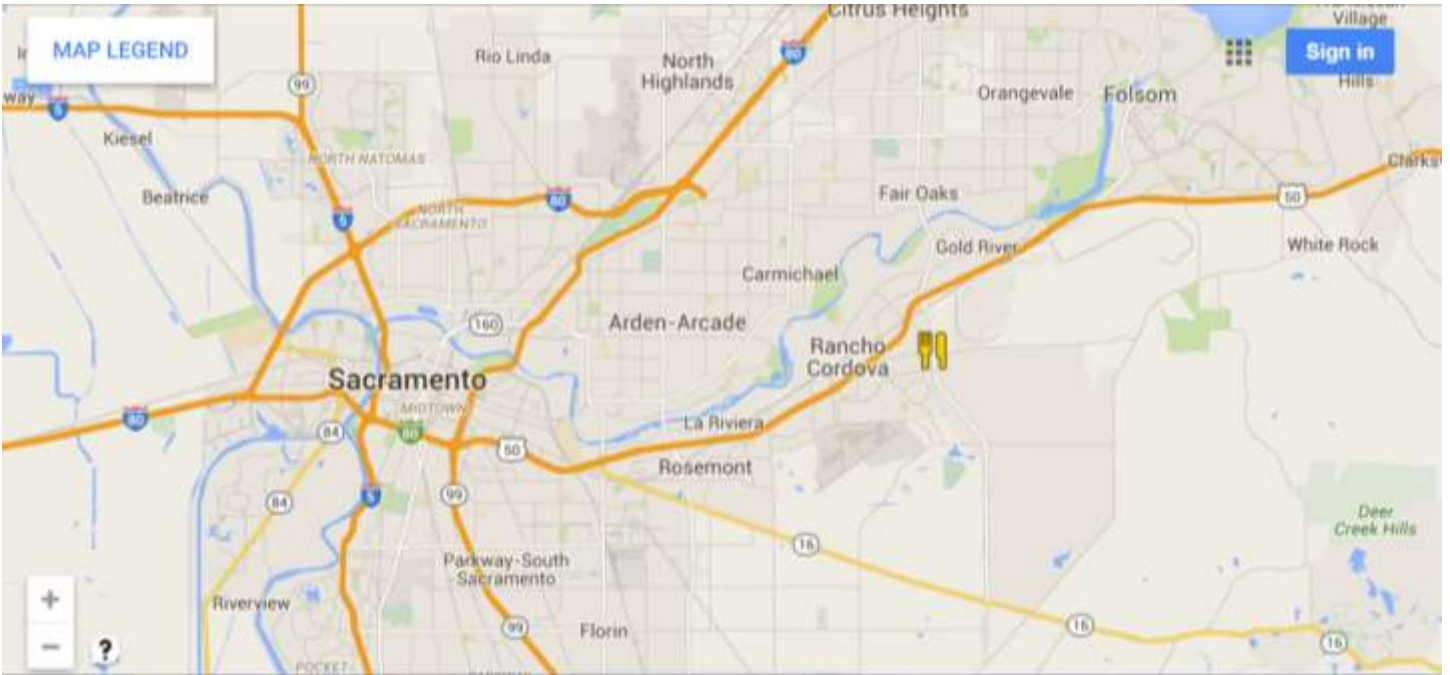 Citrus Heights
Village
MAP LEGEND
Sign in
Rio Linda
North
Highlands
80
Hills
99
Orangevale
Folsom
way
5
Kiesel
NORTH NATOMAS
Clarks
Beatrice
80
Fair Oaks
50
5
NORTH
SACRAMENTO
Gold River
White Rock
Carmichael
160
Arden-Arcade
Rancho
Cordova
Sacramento
MIDTOWN
80
84
80
La Riviera
50
Rosemont
84
5
99
Deer
Creek Hills
16
Parkway-South
Sacramento
+
Riverview
99
Florin
16
16
−
?
POCKET-